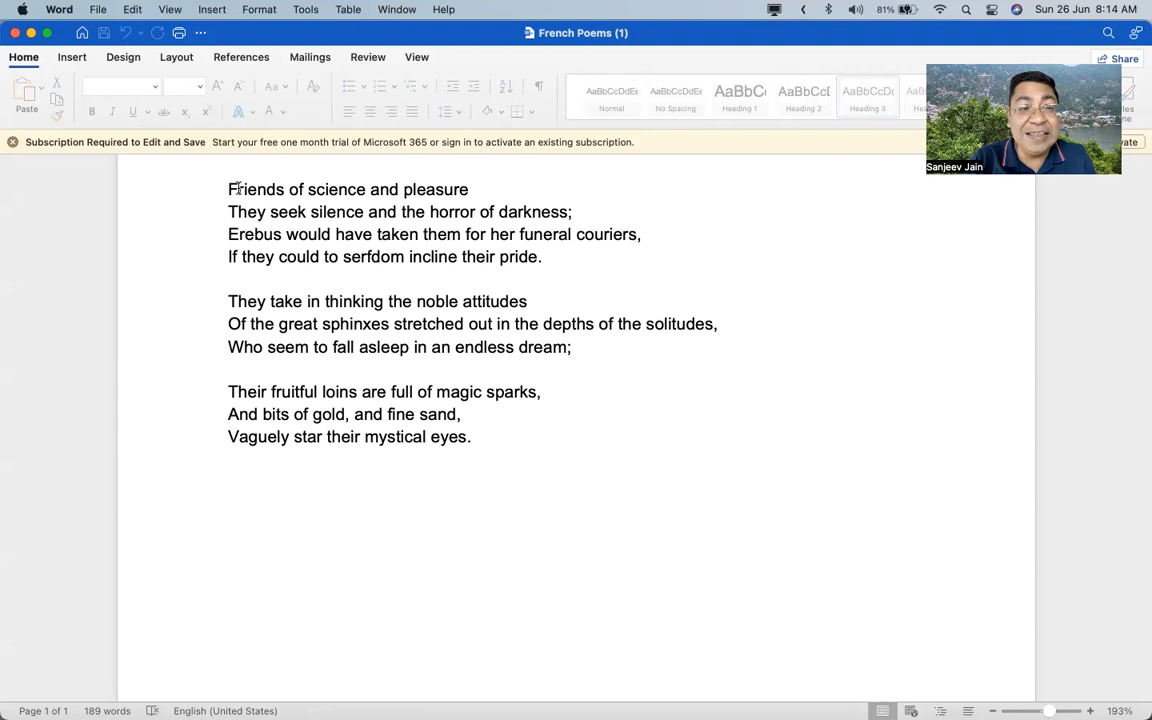 Word File Edit View Insert Format Tools Table Window Help 81% Sun 26 Jun 8:14 AM
French Poems (1)
Home Insert Design Layout References Mailings Review View Share
Paste
Aa
AaBbCcDdEe AaBbCcDdEe AaBbC AaBbCcD AaBbCcDc
Normal No Spacing Heading 1 Heading 2 Heading 3
Subscription Required to Edit and Save Start your free one month trial of Microsoft 365 or sign in to activate an existing subscription.
Sanjeev Jain
Friends of science and pleasure
They seek silence and the horror of darkness;
Erebus would have taken them for her funeral couriers,
If they could to serfdom incline their pride.
They take in thinking the noble attitudes
Of the great sphinxes stretched out in the depths of the solitudes,
Who seem to fall asleep in an endless dream;
Their fruitful loins are full of magic sparks,
And bits of gold, and fine sand,
Vaguely star their mystical eyes.
Page 1 of 1 189 words English (United States) 193%